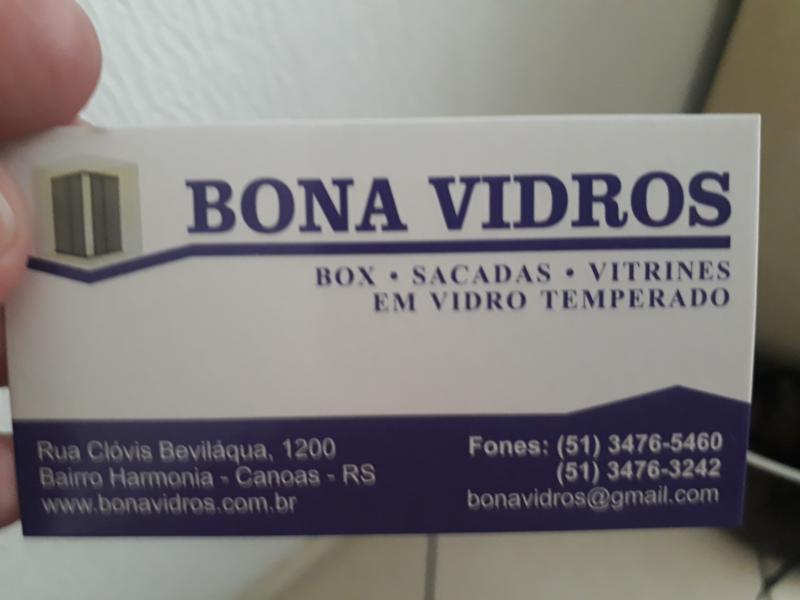 BONA VIDROS
BOX • SACADAS • VITRINES
EM VIDRO TEMPERADO
Rua Clóvis Beviláqua, 1200
Bairro Harmonia - Canoas - RS
www.bonavidros.com.br
Fones: (51) 3476-5460
(51) 3476-3242
bonavidros@gmail.com